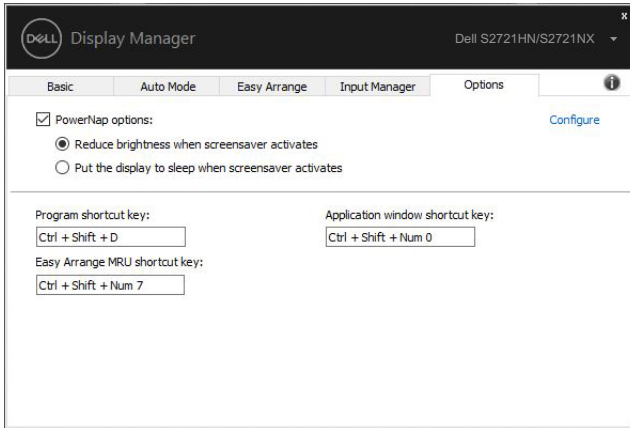 x
DELL Display Manager
Dell S2721HN/S2721NX
Basic Auto Mode Easy Arrange Input Manager Options i
PowerNap options: Configure
Reduce brightness when screensaver activates
Put the display to sleep when screensaver activates
Program shortcut key: Application window shortcut key:
Ctrl + Shift + D Ctrl + Shift + Num 0
Easy Arrange MRU shortcut key:
Ctrl + Shift + Num 7